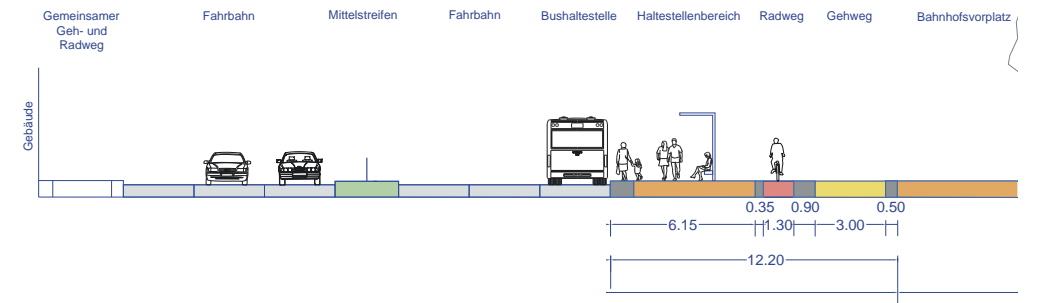 Gemeinsamer
Geh- und
Radweg
Fahrbahn
Mittelstreifen
Fahrbahn
Bushaltestelle
Haltestellenbereich
Radweg
Gehweg
Bahnhofsvorplatz
Gebäude
0.35
0.90
0.50
6.15
1.30
3.00
12.20